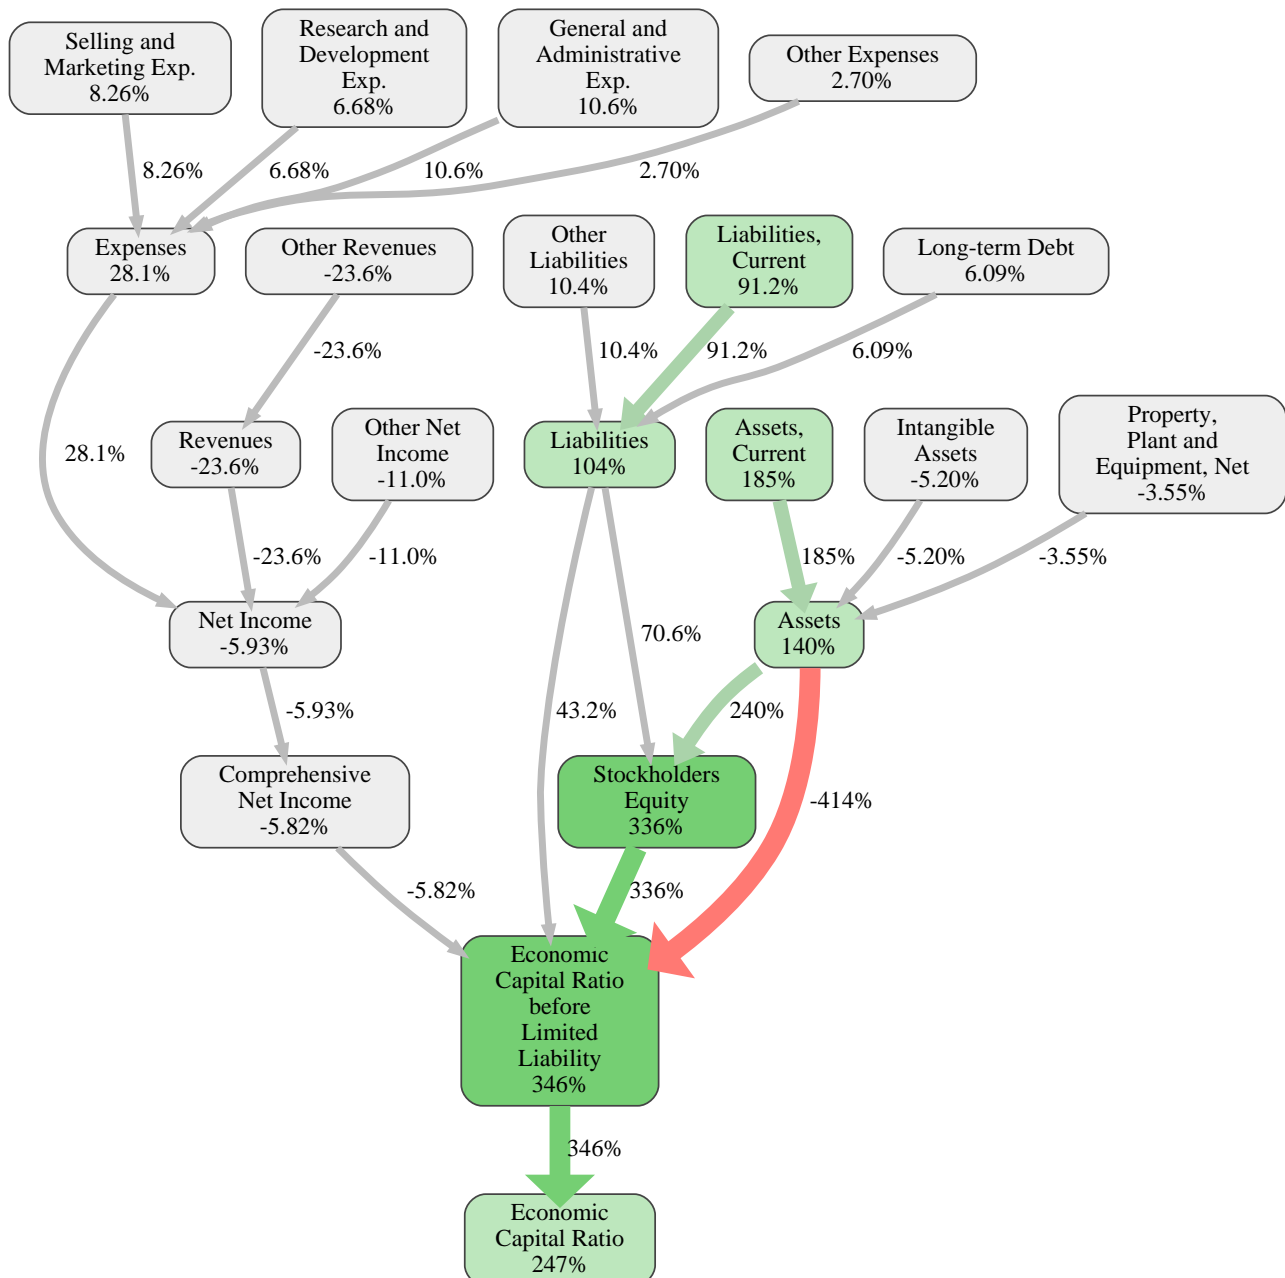 Selling and
Marketing Exp.
8.26%
Research and
Development
Exp.
6.68%
General and
Administrative
Exp.
10.6%
Other Expenses
2.70%
8.26%
6.68%
10.6%
2.70%
Expenses
28.1%
Other Revenues
-23.6%
Other
Liabilities
10.4%
Liabilities,
Current
91.2%
Long-term Debt
6.09%
-23.6%
10.4%
91.2%
6.09%
28.1%
Revenues
-23.6%
Other Net
Income
-11.0%
Liabilities
104%
Assets,
Current
185%
Intangible
Assets
-5.20%
Property,
Plant and
Equipment, Net
-3.55%
-23.6%
-11.0%
185%
-5.20%
-3.55%
Net Income
-5.93%
70.6%
Assets
140%
-5.93%
43.2%
240%
Comprehensive
Net Income
-5.82%
Stockholders
Equity
336%
-414%
-5.82%
336%
Economic
Capital Ratio
before
Limited
Liability
346%
346%
Economic
Capital Ratio
247%